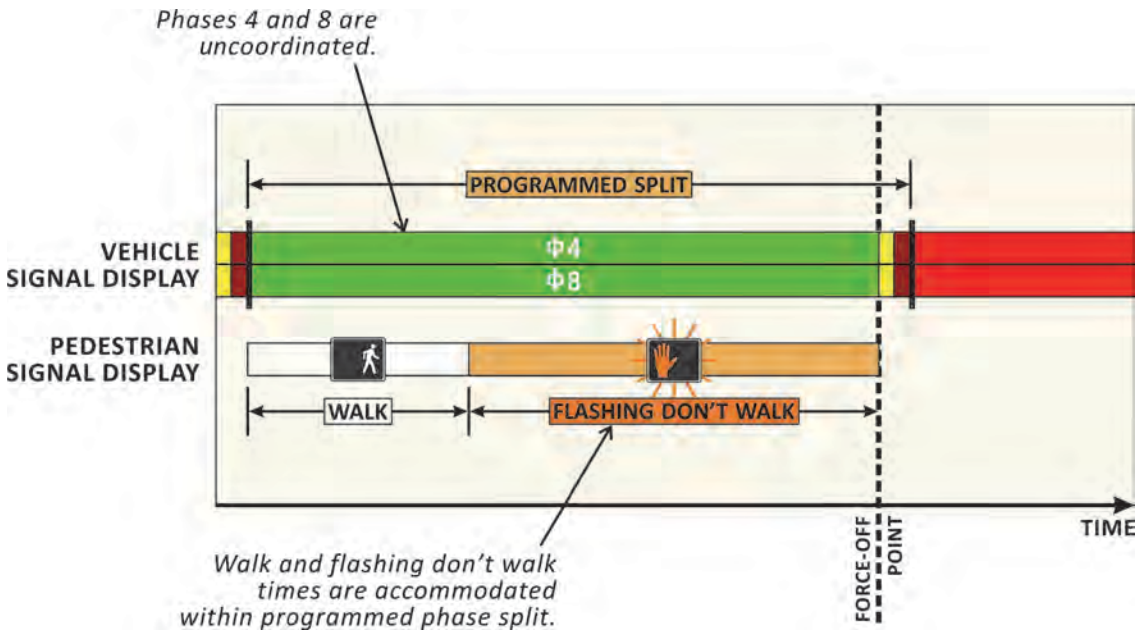 Phases 4 and 8 are
uncoordinated.
PROGRAMMED SPLIT
VEHICLE
SIGNAL DISPLAY
Φ4
Φ8
PEDESTRIAN
SIGNAL DISPLAY
WALK
FLASHING DON'T WALK
TIME
FORCE-OFF
POINT
Walk and flashing don't walk
times are accommodated
within programmed phase split.